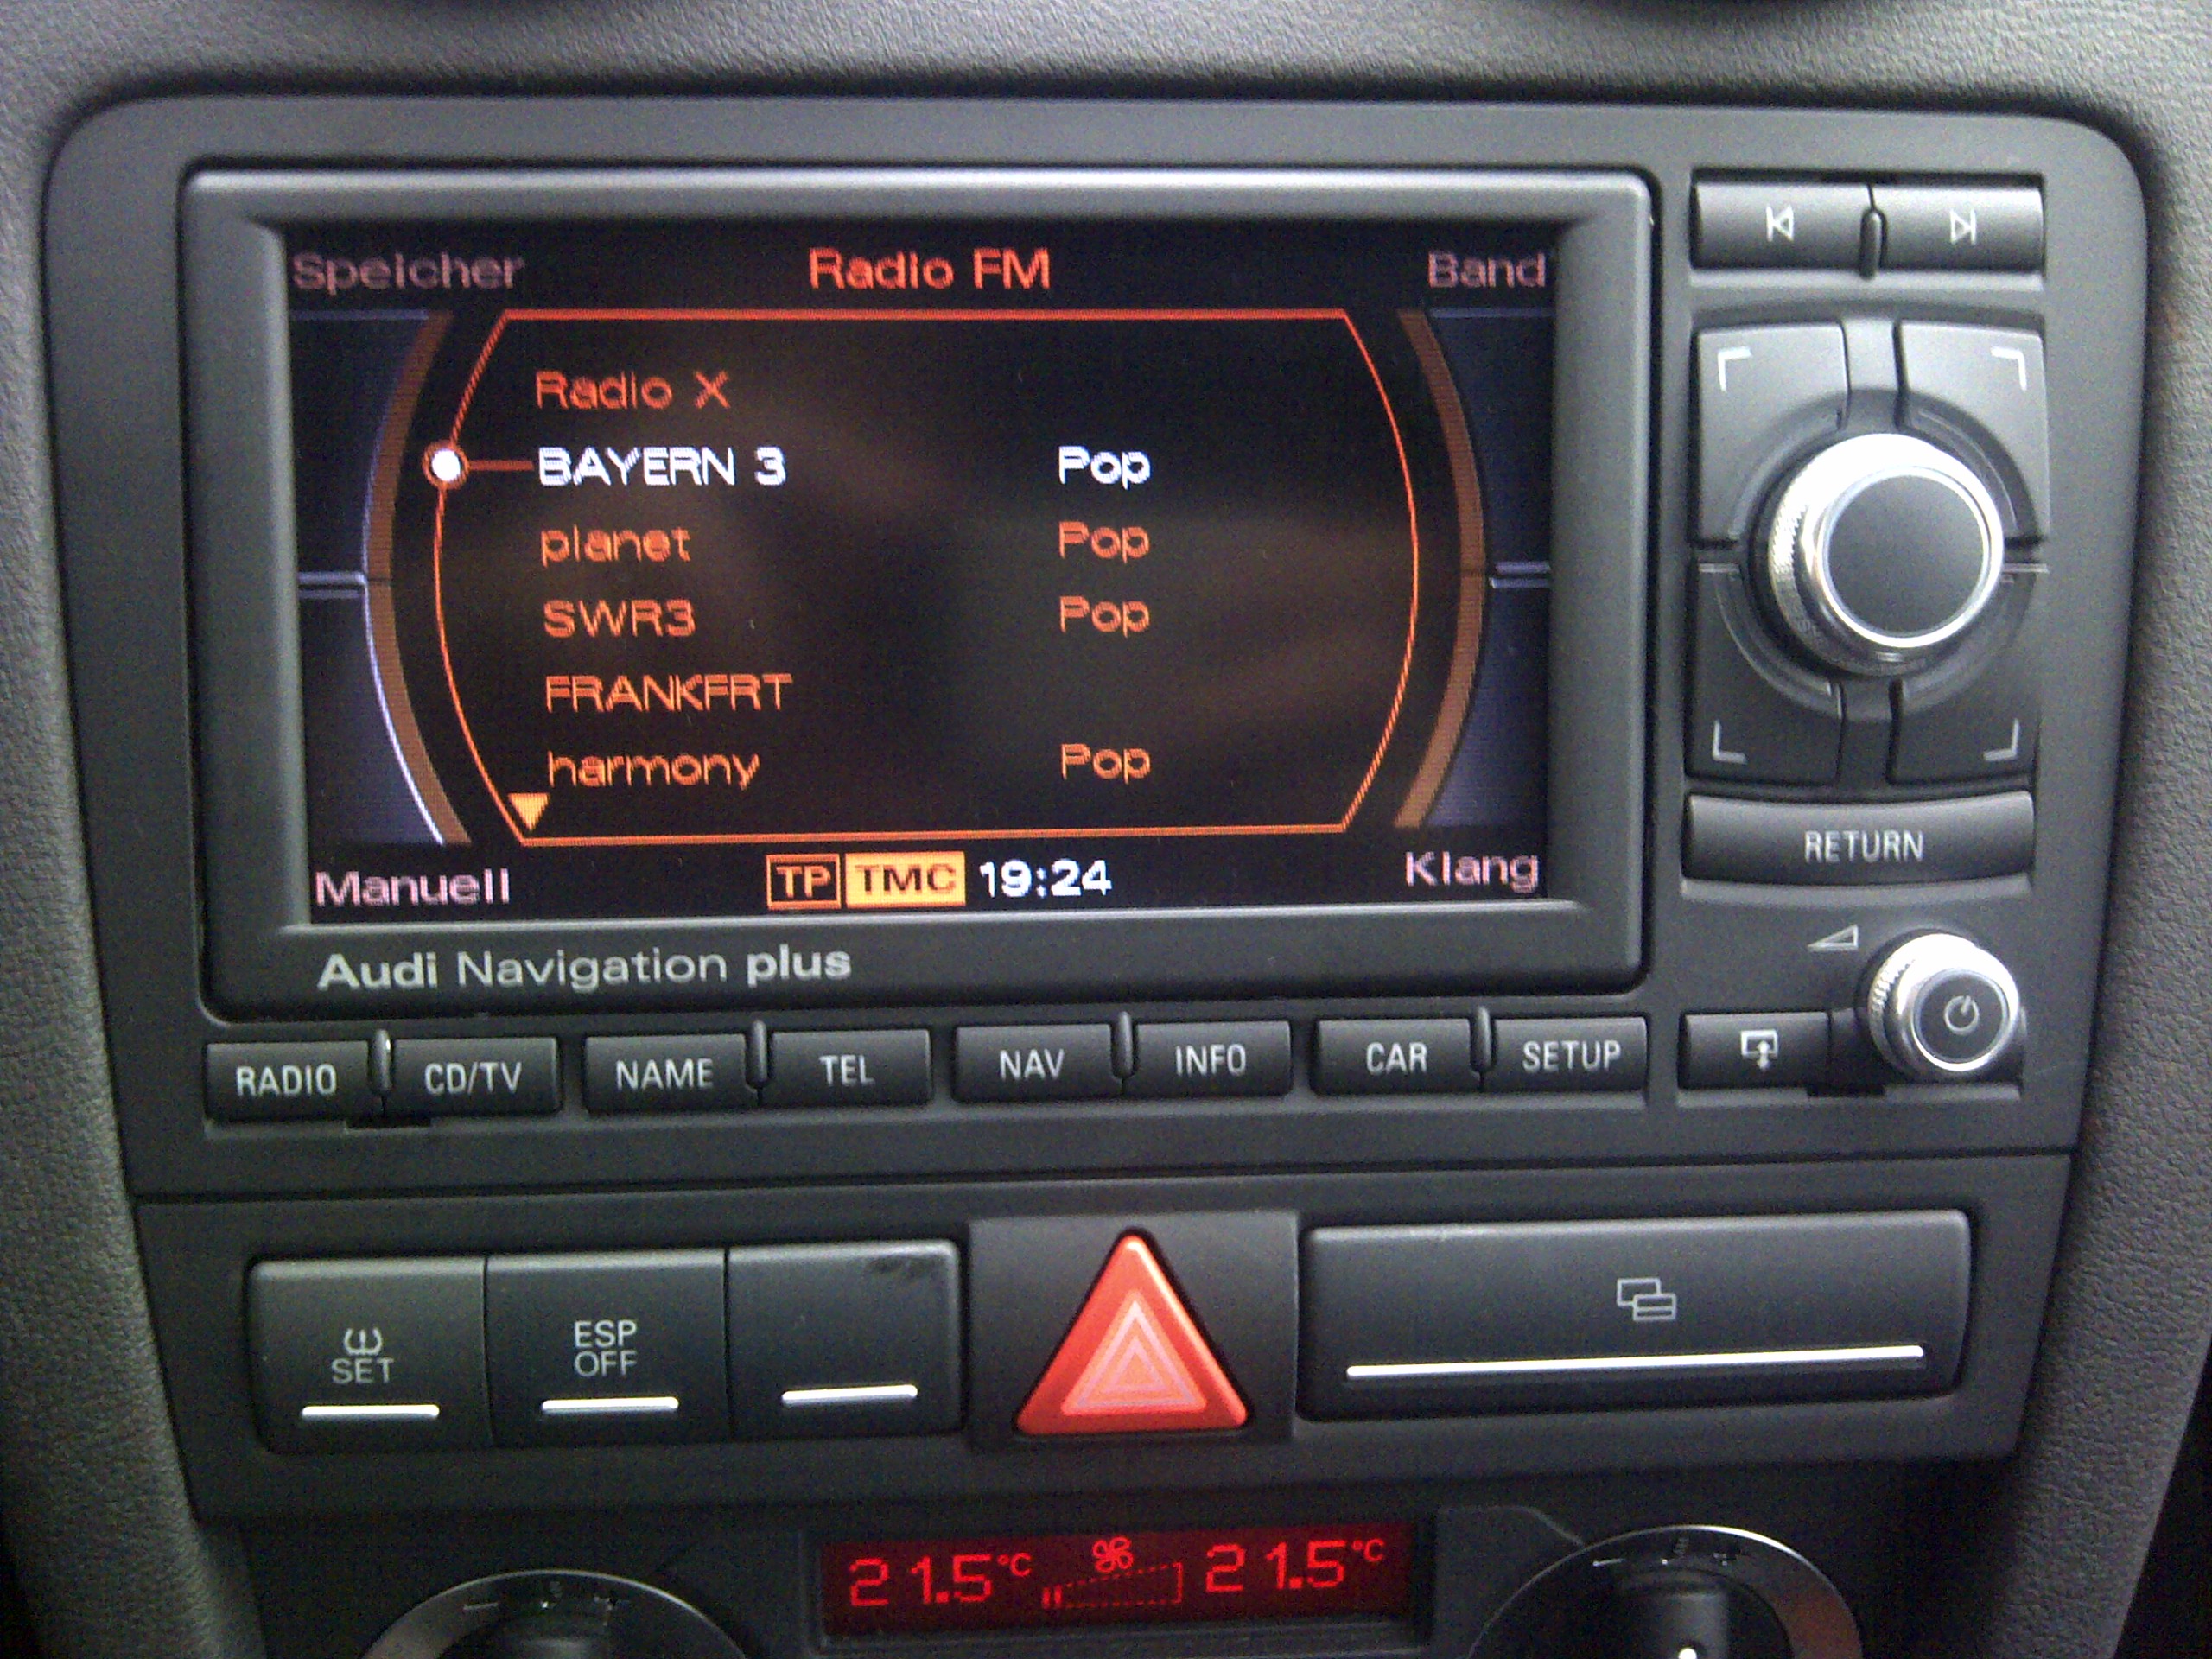 Speicher Radio FM Band
Radio X
BAYERN 3 Pop
planet Pop
SWR3 Pop
FRANKFRT
harmony Pop
Manuell TP TMC 19:24 Klang
RETURN
Audi Navigation plus
RADIO CD/TV NAME TEL NAV INFO CAR SETUP
SET
ESP
OFF
21.5°C 21.5°C